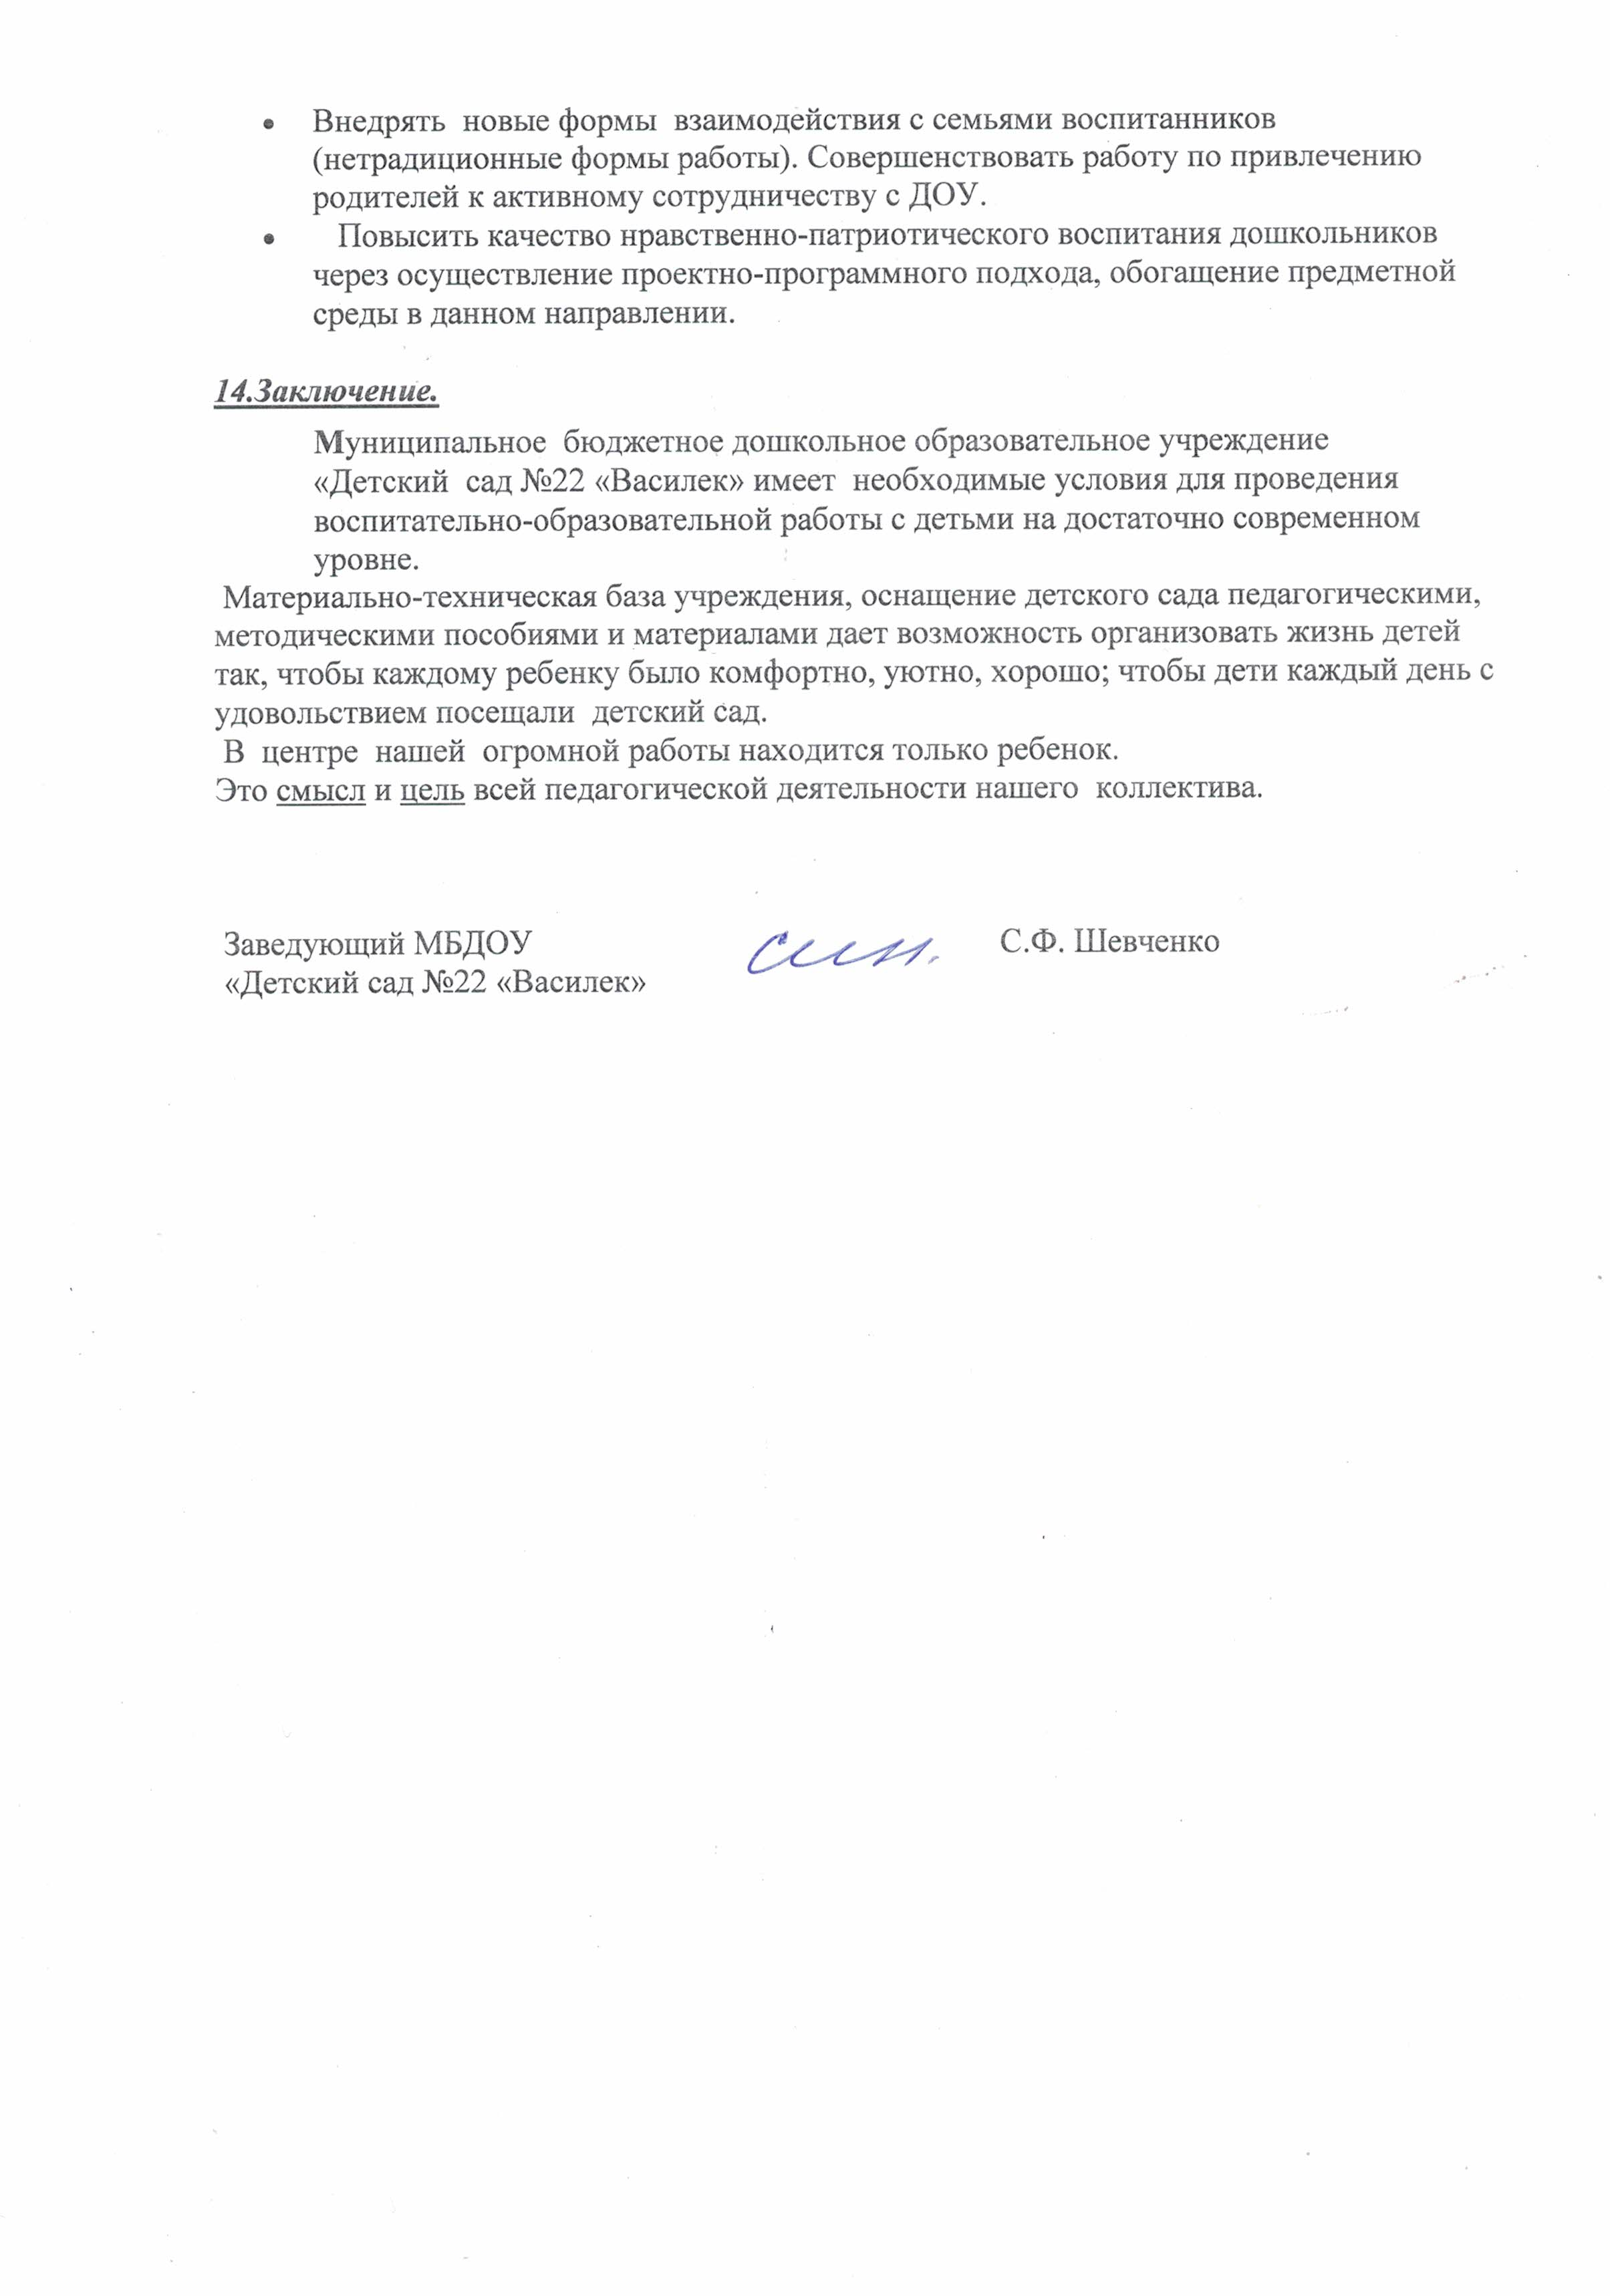 • Внедрять новые формы взаимодействия с семьями воспитанников
(нетрадиционные формы работы). Совершенствовать работу по привлечению
родителей к активному сотрудничеству с ДОУ.
• Повысить качество нравственно-патриотического воспитания дошкольников
через осуществление проектно-программного подхода, обогащение предметной
среды в данном направлении.
14.Заключение.
Муниципальное бюджетное дошкольное образовательное учреждение
«Детский сад №22 «Василек» имеет необходимые условия для проведения
воспитательно-образовательной работы с детьми на достаточно современном
уровне.
Материально-техническая база учреждения, оснащение детского сада педагогическими,
методическими пособиями и материалами дает возможность организовать жизнь детей
так, чтобы каждому ребенку было комфортно, уютно, хорошо; чтобы дети каждый день с
удовольствием посещали детский сад.
В центре нашей огромной работы находится только ребенок.
Это смысл и цель всей педагогической деятельности нашего коллектива.
Заведующий МБДОУ С.Ф. Шевченко
«Детский сад №22 «Василек»